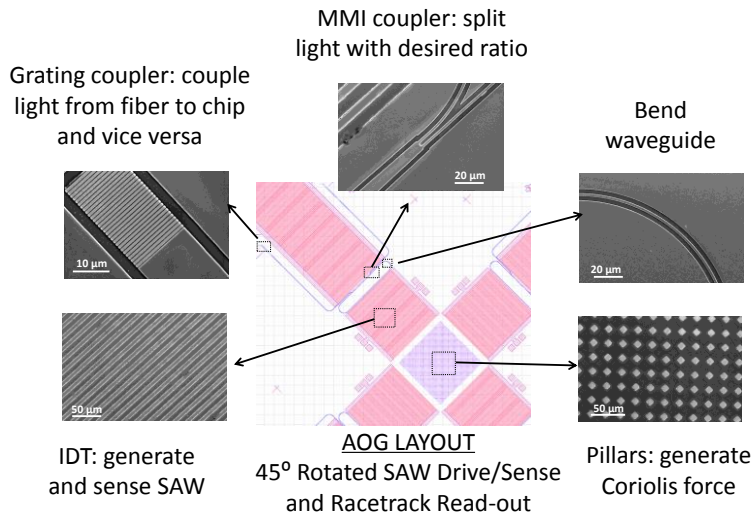 MMI coupler: split
light with desired ratio
Grating coupler: couple
light from fiber to chip
and vice versa
Bend
waveguide
20 µm
10 µm
20 µm
50 µm
50 µm
IDT: generate
and sense SAW
AOG LAYOUT
45⁰ Rotated SAW Drive/Sense
and Racetrack Read-out
Pillars: generate
Coriolis force